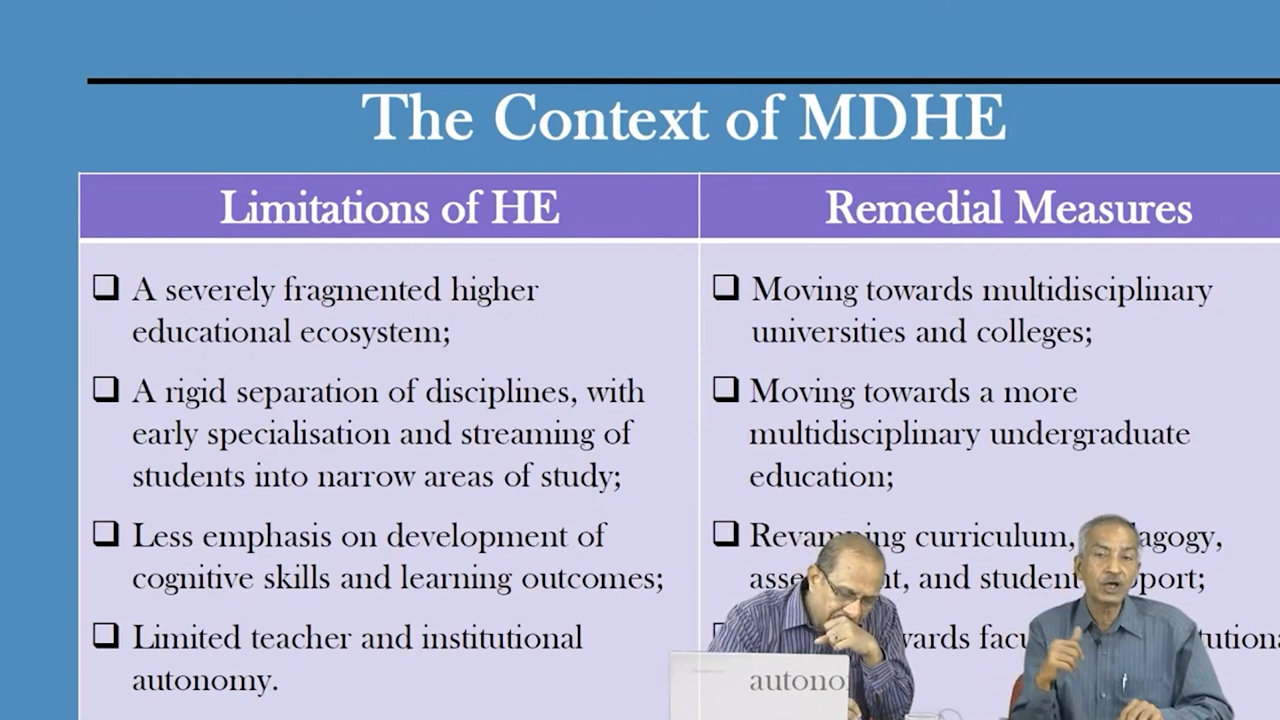 The Context of MDHE
Limitations of HE
Remedial Measures
A severely fragmented higher
educational ecosystem;
A rigid separation of disciplines, with
early specialisation and streaming of
students into narrow areas of study;
Less emphasis on development of
cognitive skills and learning outcomes;
Limited teacher and institutional
autonomy.
Moving towards multidisciplinary
universities and colleges;
Moving towards a more
multidisciplinary undergraduate
education;
Revamping curriculum,
and student